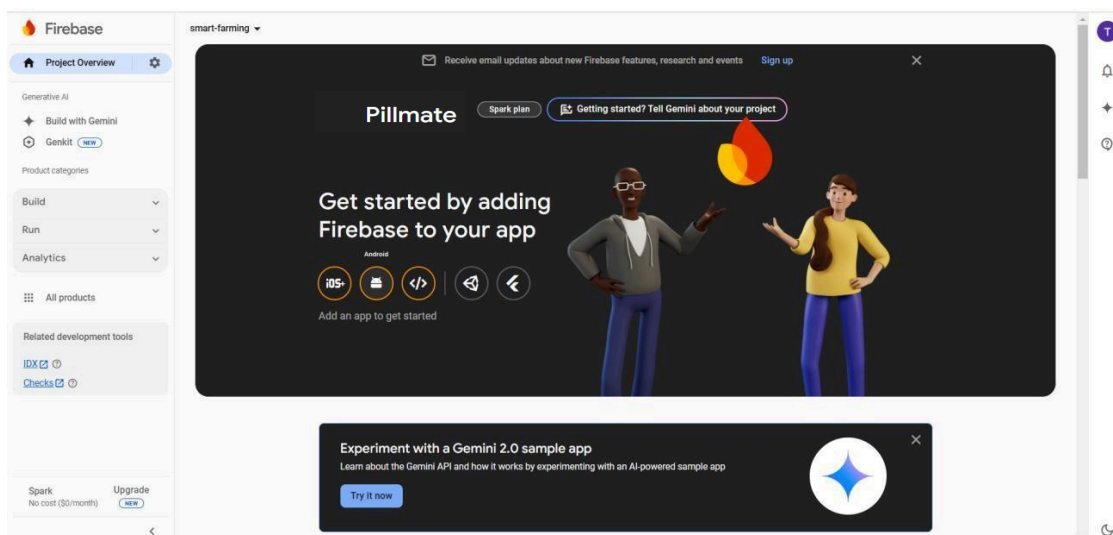 Firebase
smart-farming
Project Overview
Generative AI
Build with Gemini
Genkit NEW
Product categories
Build
Run
Analytics
All products
Related development tools
IDX
Checks
Spark Upgrade
No cost ($0/month) NEW
Receive email updates about new Firebase features, research and events Sign up
Pillmate Spark plan Getting started? Tell Gemini about your project
Get started by adding
Firebase to your app
Android
iOS+ </>
Add an app to get started
Experiment with a Gemini 2.0 sample app
Learn about the Gemini API and how it works by experimenting with an AI-powered sample app
Try it now
T